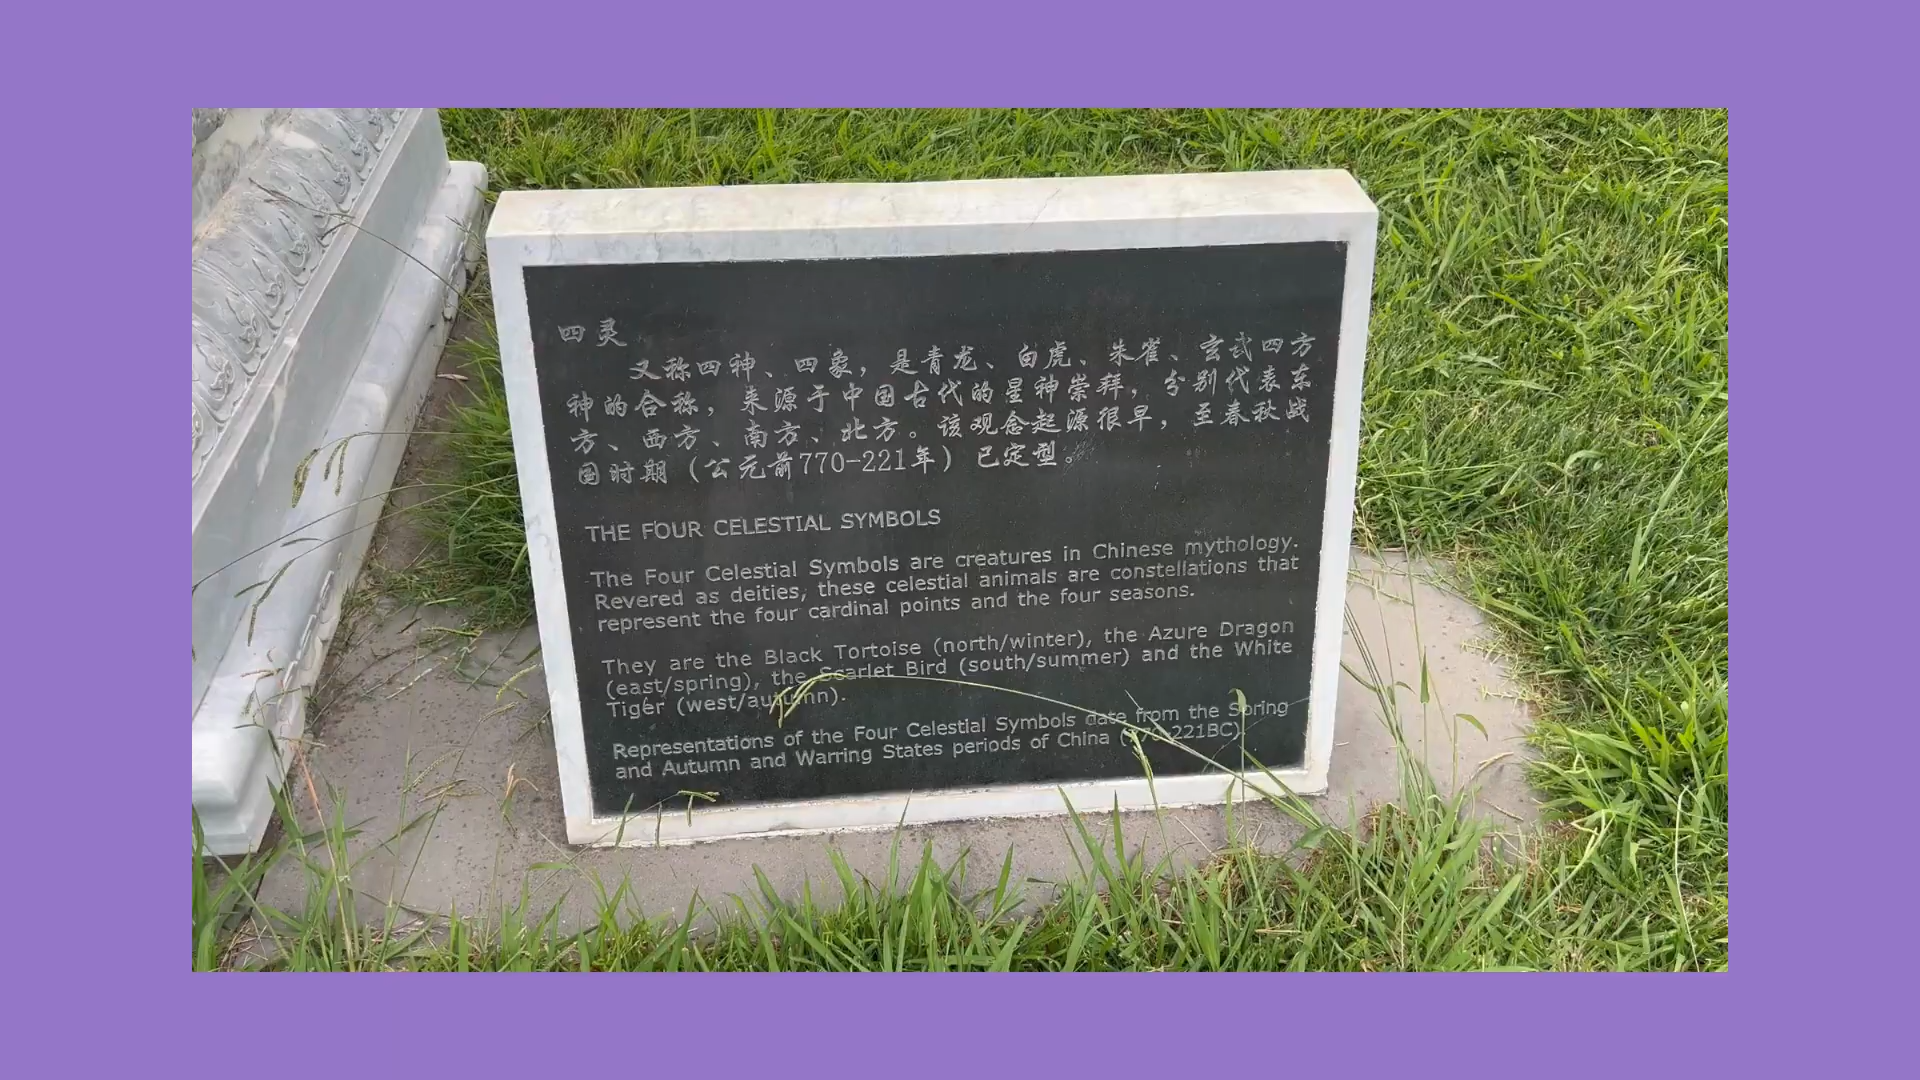 四灵
又称四神、四象，是青龙、白虎、朱雀、玄武四方
神的合称，来源于中国古代的星神崇拜，分别代表东
方、西方、南方、北方。该观念起源很早，至春秋战
国时期（公元前770-221年）已定型。
THE FOUR CELESTIAL SYMBOLS
The Four Celestial Symbols are creatures in Chinese mythology.
Revered as deities, these celestial animals are constellations that
represent the four cardinal points and the four seasons.
They are the Black Tortoise (north/winter), the Azure Dragon
(east/spring), the Scarlet Bird (south/summer) and the White
Tiger (west/autumn).
Representations of the Four Celestial Symbols date from the Spring
and Autumn and Warring States periods of China (770-221BC)